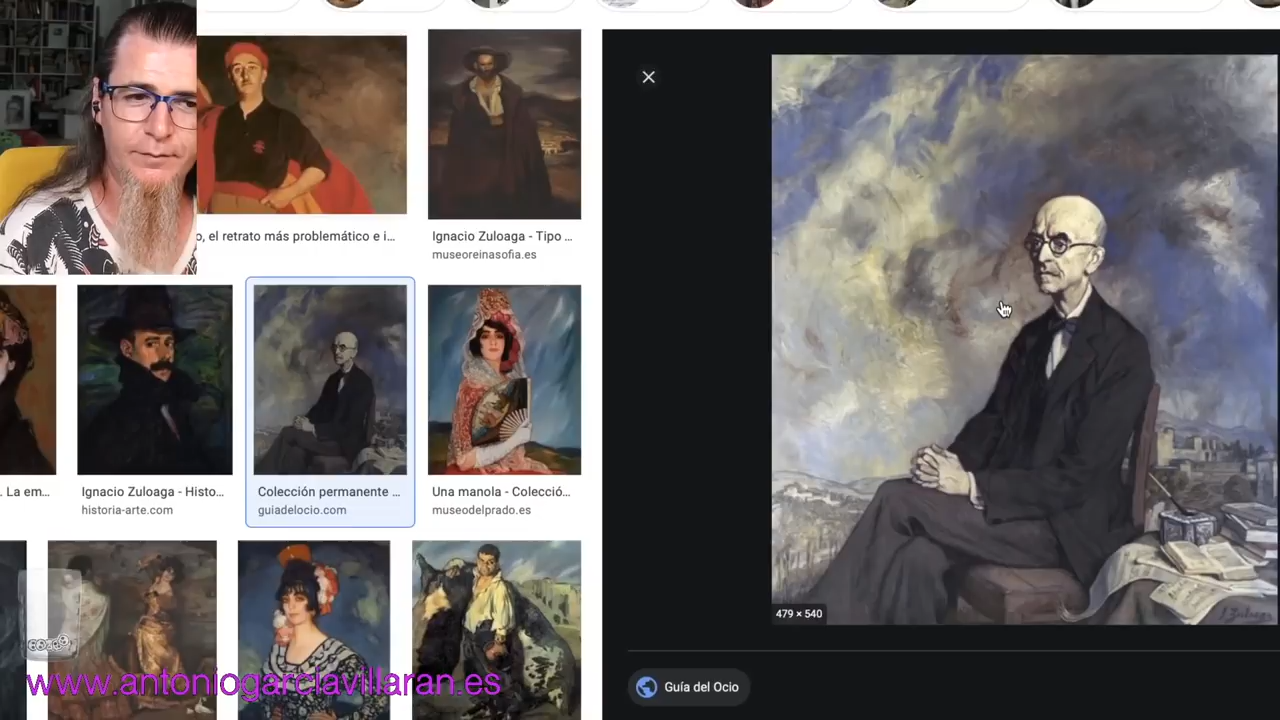 o, el retrato más problemático e i...
Ignacio Zuloaga - Tipo ...
museoreinasofia.es
. La em...
Ignacio Zuloaga - Histo...
historia-arte.com
Colección permanente ...
guiadelocio.com
Una manola - Colecció...
museodelprado.es
479 × 540
I. Zuloaga
www.antoniogarciavillaran.es
Guía del Ocio